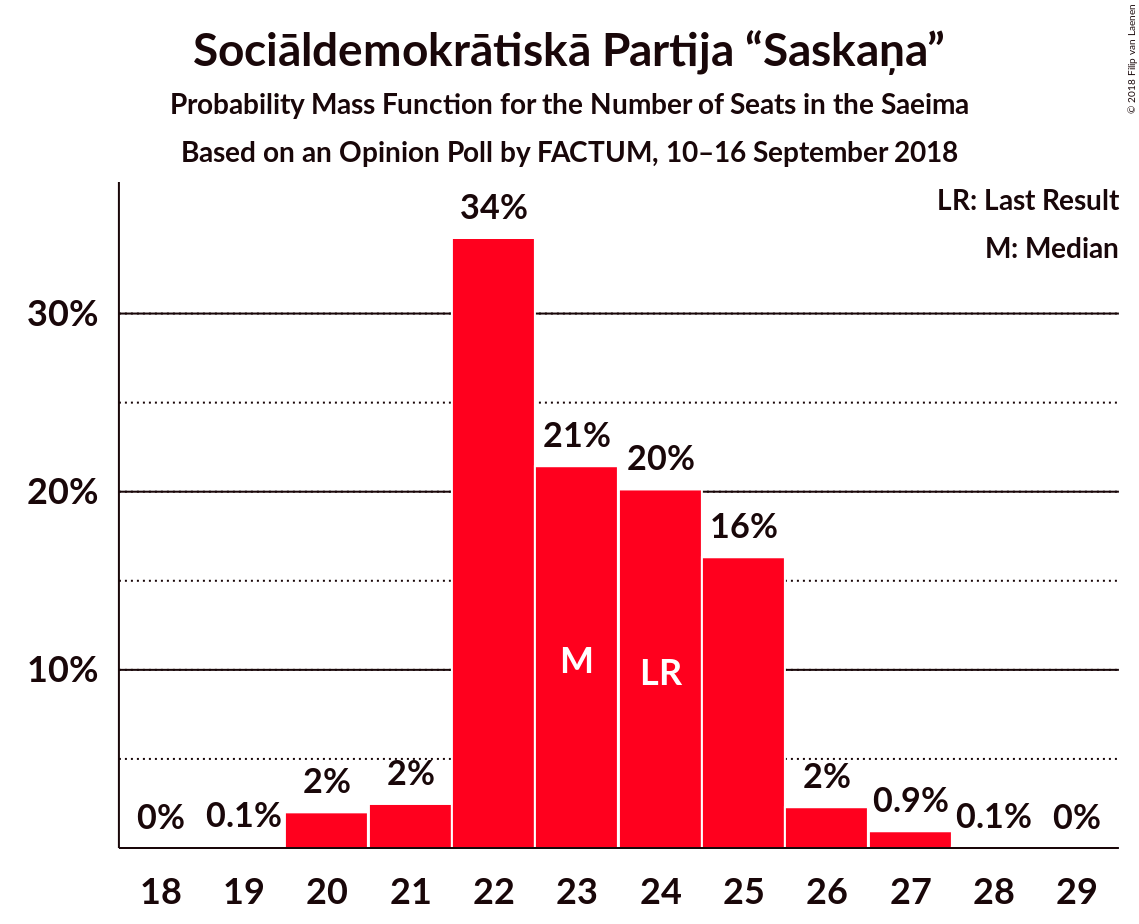 Sociāldemokrātiskā Partija “Saskaņa”
Probability Mass Function for the Number of Seats in the Saeima
Based on an Opinion Poll by FACTUM, 10–16 September 2018
© 2018 Filip van Laenen
LR: Last Result
M: Median
34%
30%
21%
20%
20%
16%
M
LR
10%
2%
2%
2%
0.9%
0%
0.1%
0.1%
0%
18 19 20 21 22 23 24 25 26 27 28 29